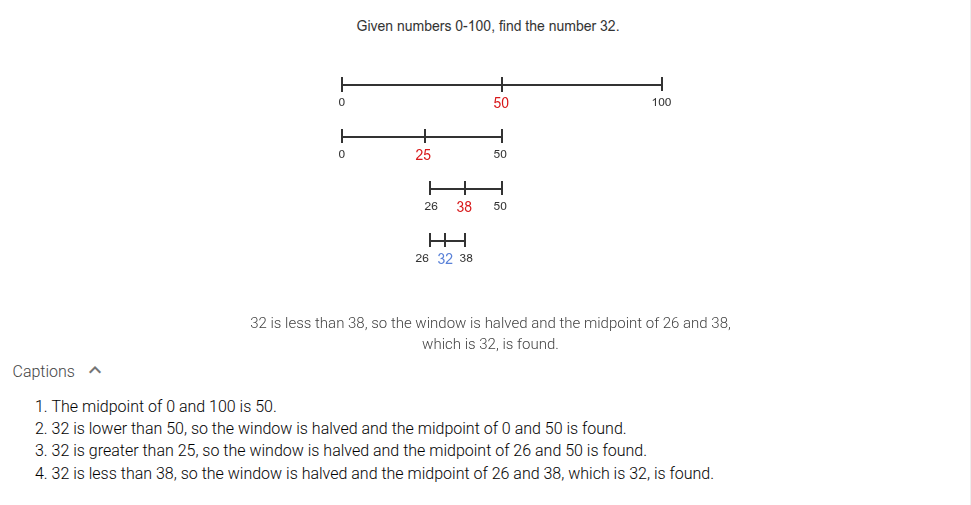 Given numbers 0-100, find the number 32.
0 50 100
0 25 50
26 38 50
26 32 38
32 is less than 38, so the window is halved and the midpoint of 26 and 38,
which is 32, is found.
Captions
1. The midpoint of 0 and 100 is 50.
2. 32 is lower than 50, so the window is halved and the midpoint of 0 and 50 is found.
3. 32 is greater than 25, so the window is halved and the midpoint of 26 and 50 is found.
4. 32 is less than 38, so the window is halved and the midpoint of 26 and 38, which is 32, is found.